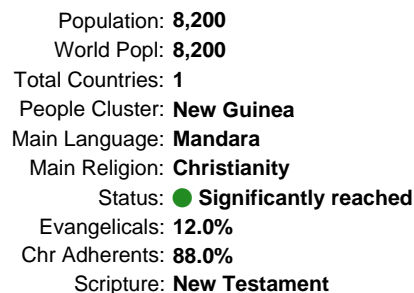 Population: 8,200
World Popl: 8,200
Total Countries: 1
People Cluster: New Guinea
Main Language: Mandara
Main Religion: Christianity
Status: Significantly reached
Evangelicals: 12.0%
Chr Adherents: 88.0%
Scripture: New Testament